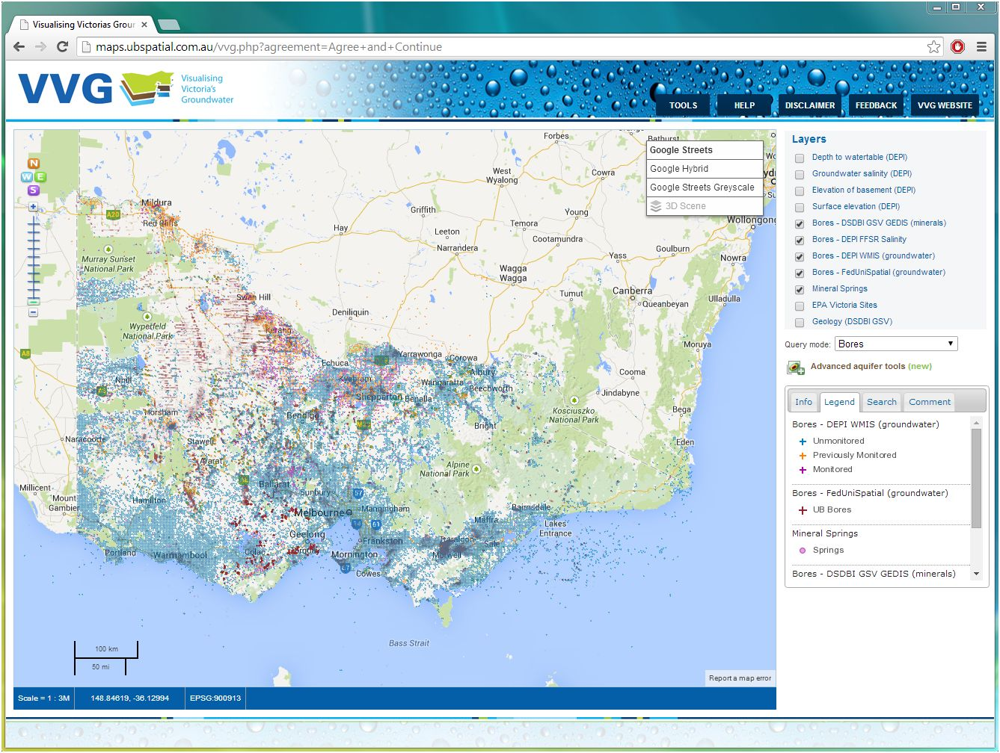 Visualising Victorias Grour
maps.ubspatial.com.au/vvg.php?agreement=Agree+and+Continue
VVG
Visualising
Victoria's
Groundwater
TOOLS
HELP
DISCLAIMER
FEEDBACK
VVG WEBSITE
Google Streets
Google Hybrid
Google Streets Greyscale
3D Scene
N
W E
S
Forbes
Bathurst
West
Wyalong
Cowra
Mildura
A20
Red Cliffs
Griffith
Young
Hay
Leeton
Temora
Wollongong
Narrandera
Cootamundra
Goulburn
Murray Sunset
National Park
Yass
Nowra
Wagga
Wagga
Swan Hill
Tumut
Canberra
Ulladulla
Queanbeyan
Deniliquin
Wyperfeld
National Park
Kerang
Moruya
A8
Echuca
Yarrawonga
Corowa
Albury
Cooma
Nhill
Wangaratta
Beechworth
A8
Shepparton
Benalla
Jindabyne
Horsham
Bendigo
Kosciuszko
National Park
Bega
Naracoorte
Stawell
Bright
Eden
Ararat
Alpine
National Park
Millicent
Ballarat
Mount
Gambier
Hamilton
Sunbury
Melbourne
Manningham
Bairnsdale
Maffra
Lakes
Entrance
Geelong
Frankston
Traralgon
Sale
Portland
Warrnambool
Colac
Torquay
Mornington
Morwell
Cowes
Bass Strait
100 km
50 mi
Report a map error
Scale = 1 : 3M
148.84619, -36.12994
EPSG:900913
Layers
Depth to watertable (DEPI)
Groundwater salinity (DEPI)
Elevation of basement (DEPI)
Surface elevation (DEPI)
Bores - DSDBI GSV GEDIS (minerals)
Bores - DEPI FFSR Salinity
Bores - DEPI WMIS (groundwater)
Bores - FedUniSpatial (groundwater)
Mineral Springs
EPA Victoria Sites
Geology (DSDBI GSV)
Query mode: Bores
Advanced aquifer tools (new)
Info
Legend
Search
Comment
Bores - DEPI WMIS (groundwater)
Unmonitored
Previously Monitored
Monitored
Bores - FedUniSpatial (groundwater)
UB Bores
Mineral Springs
Springs
Bores - DSDBI GSV GEDIS (minerals)